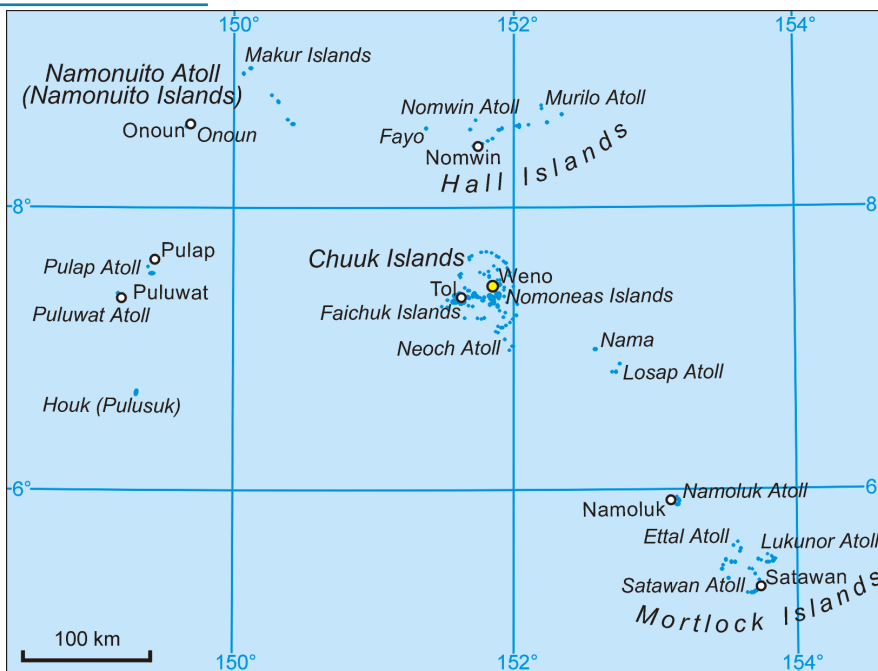 150°
152°
154°
Makur Islands
Namonuito Atoll
(Namonuito Islands)
Onoun
Onoun
Nomwin Atoll
Murilo Atoll
Fayo
Nomwin
Hall Islands
8°
8
Pulap
Pulap Atoll
Puluwat
Puluwat Atoll
Chuuk Islands
Weno
Tol
Nomoneas Islands
Faichuk Islands
Neoch Atoll
Nama
Losap Atoll
Houk (Pulusuk)
6°
6
Namoluk Atoll
Namoluk
Ettal Atoll
Lukunor Atoll
Satawan Atoll
Satawan
Mortlock Islands
100 km
150°
152°
154°